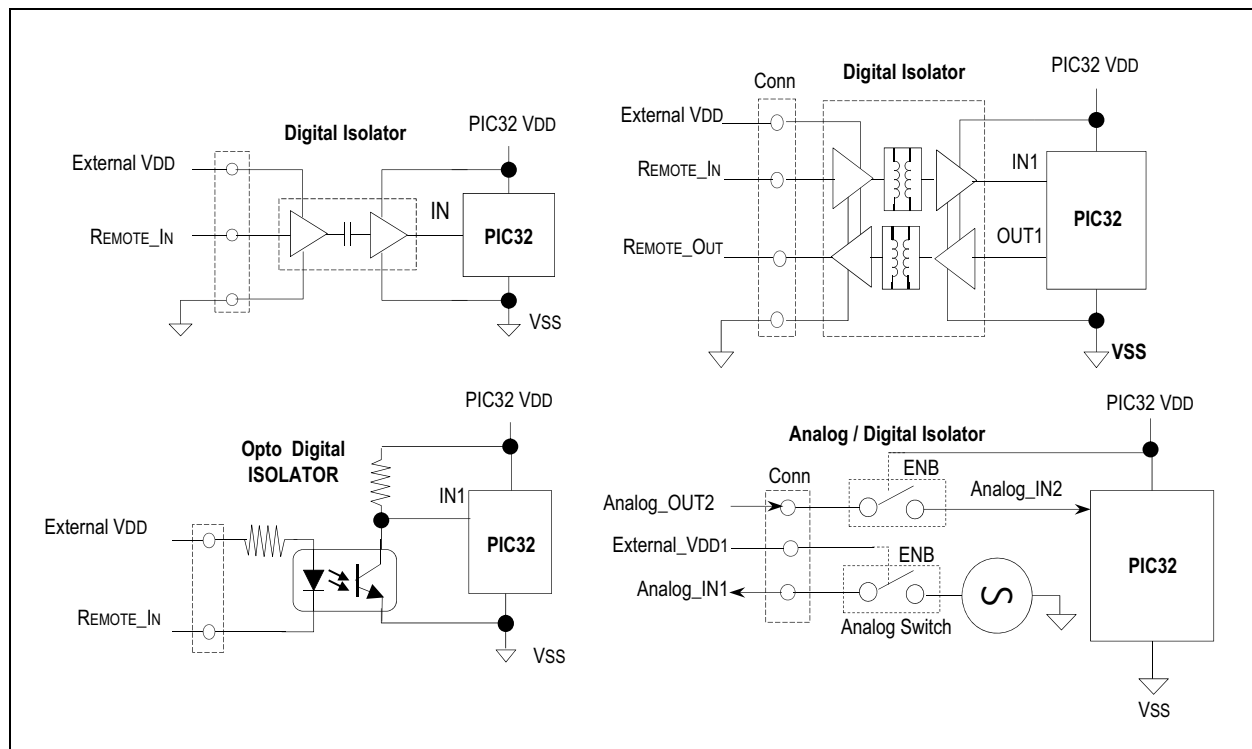 Digital Isolator
PIC32 VDD
External VDD
REMOTE_IN
IN
PIC32
VSS
Conn
Digital Isolator
PIC32 VDD
External VDD
REMOTE_IN
IN1
PIC32
REMOTE_OUT
OUT1
VSS
PIC32 VDD
Opto Digital
ISOLATOR
IN1
External VDD
PIC32
REMOTE_IN
VSS
PIC32 VDD
Analog / Digital Isolator
Conn
ENB
Analog_OUT2
Analog_IN2
External_VDD1
ENB
PIC32
Analog_IN1
S
Analog Switch
VSS